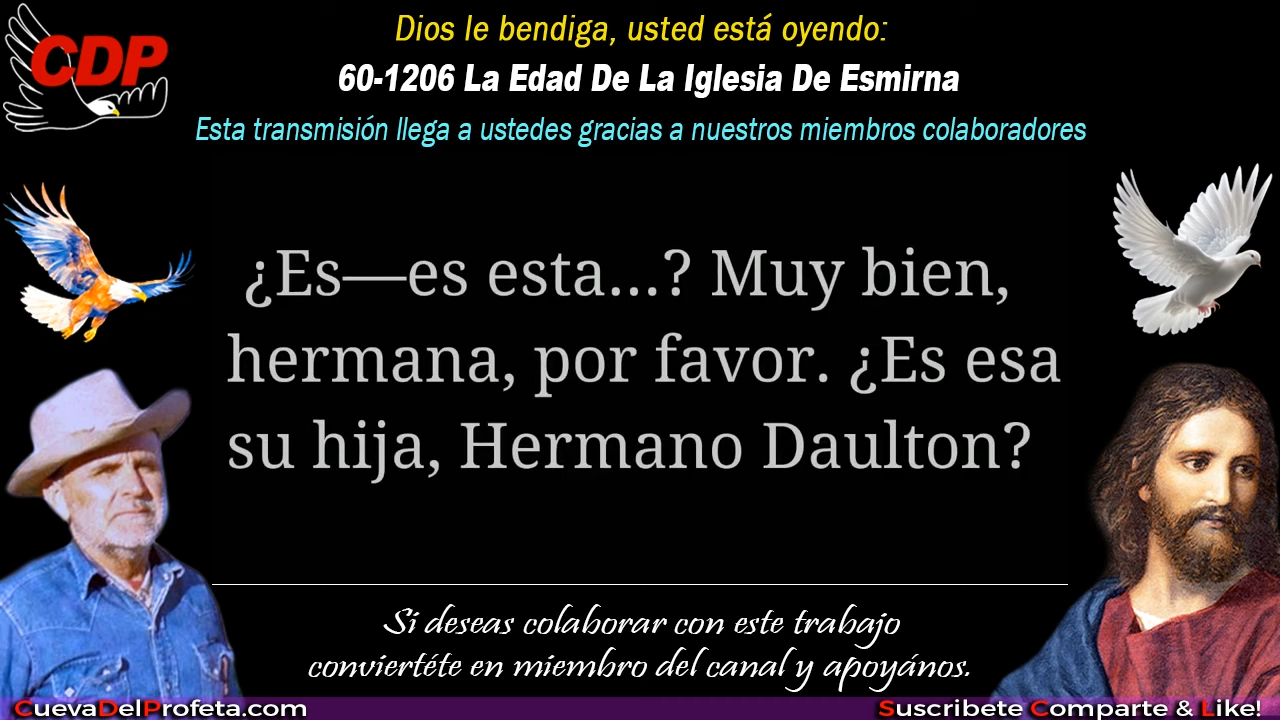 CDP
Dios le bendiga, usted está oyendo:
60-1206 La Edad De La Iglesia De Esmirna
Esta transmisión llega a ustedes gracias a nuestros miembros colaboradores
¿Es—es esta...? Muy bien,
hermana, por favor. ¿Es esa
su hija, Hermano Daulton?
Si deseas colaborar con este trabajo
conviertéte en miembro del canal y apoyános.
CuevaDelProfeta.com
Suscribete Comparte & Like!